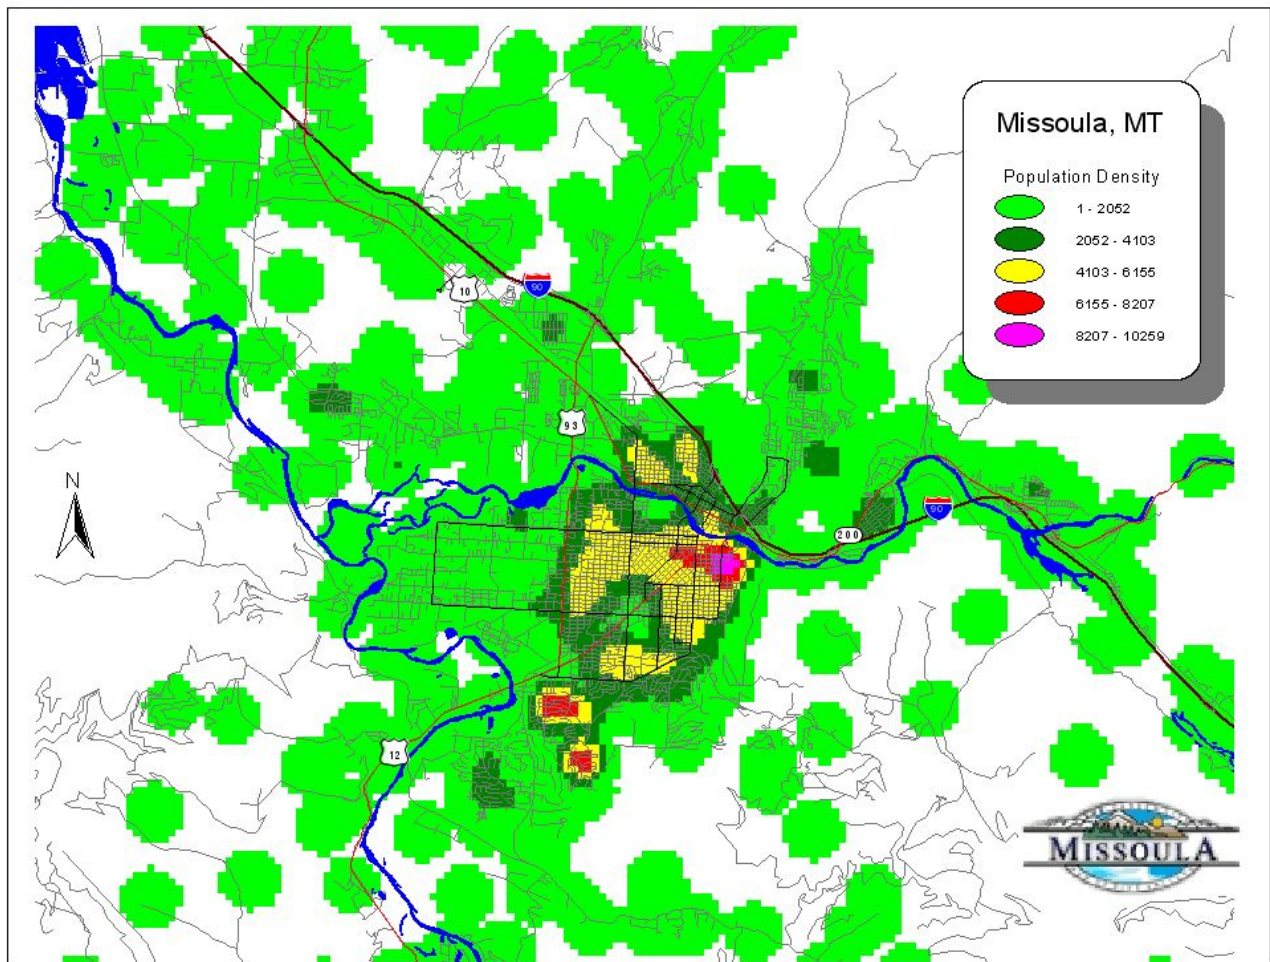 Missoula, MT
Population Density
1 - 2052
2052 - 4103
4103 - 6155
6155 - 8207
8207 - 10259
90
10
93
N
90
200
12
MISSOULA